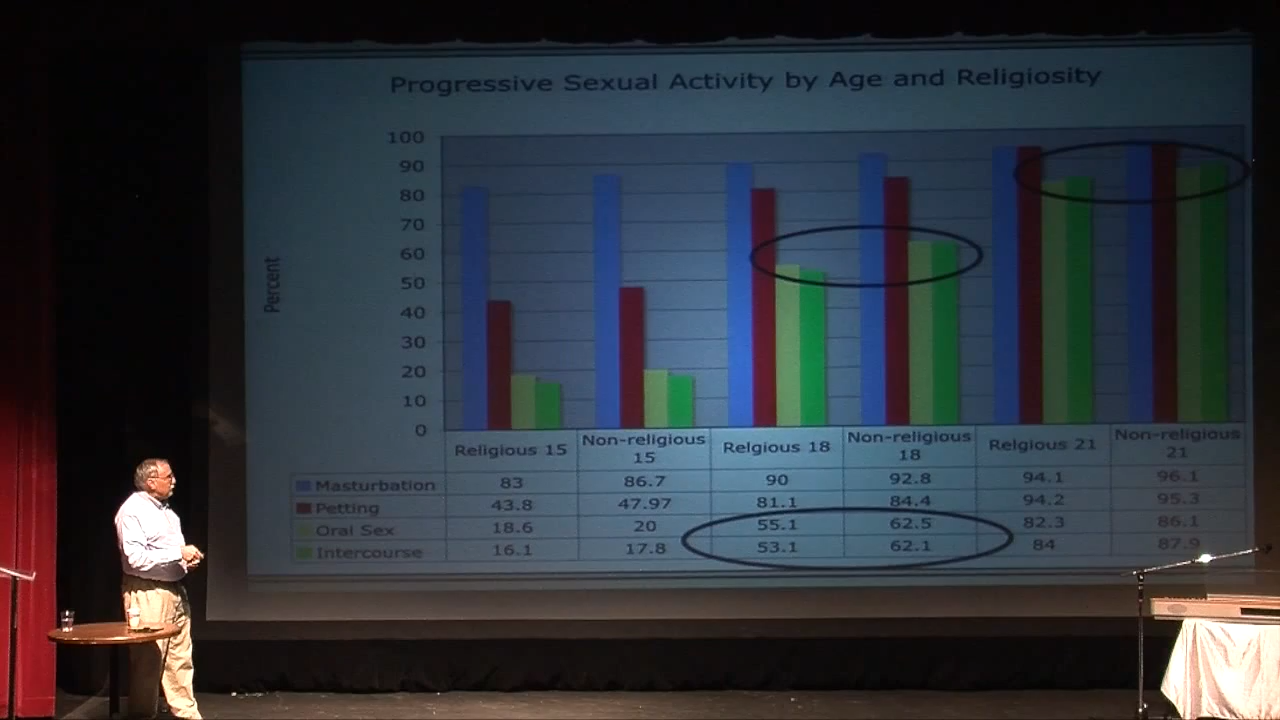 Progressive Sexual Activity by Age and Religiosity
Percent
100
90
80
70
60
50
40
30
20
10
0
Religious 15 Non-religious 15 Relgious 18 Non-religious 18 Relgious 21 Non-religious 21
Masturbation 83 86.7 90 92.8 94.1 96.1
Petting 43.8 47.97 81.1 84.4 94.2 95.3
Oral Sex 18.6 20 55.1 62.5 82.3 86.1
Intercourse 16.1 17.8 53.1 62.1 84 87.9